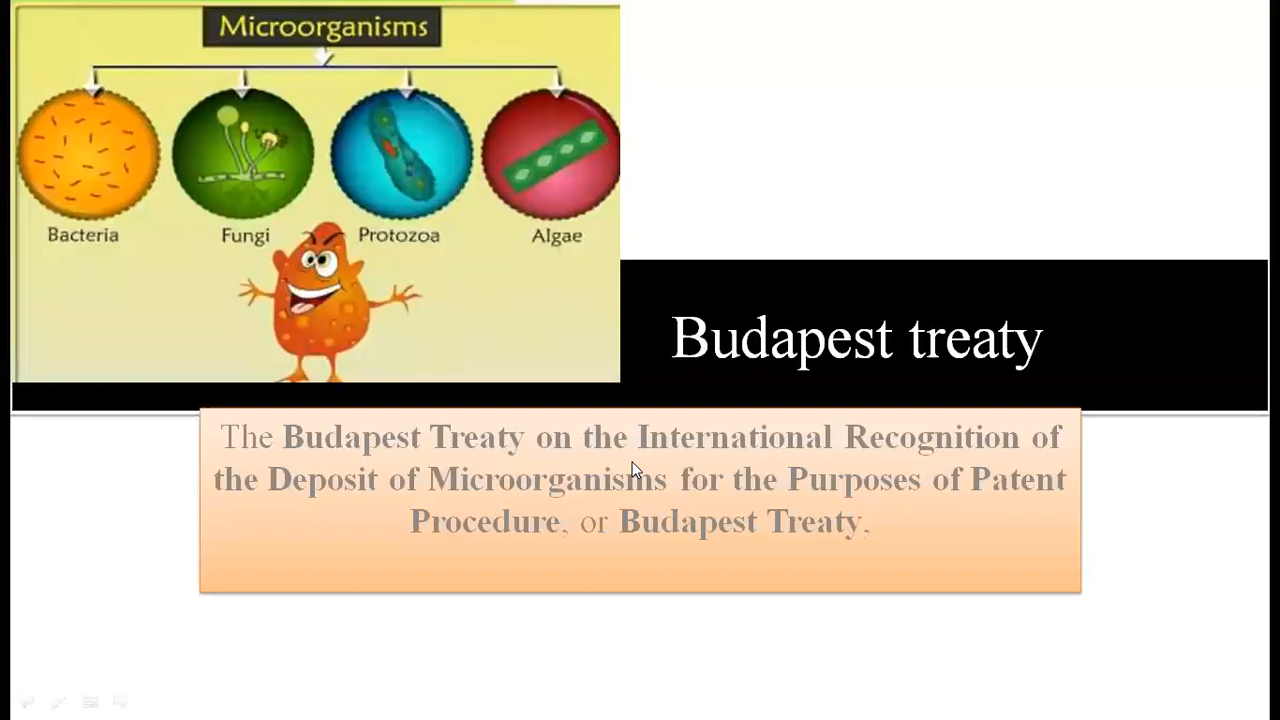 Microorganisms
Bacteria
Fungi
Protozoa
Algae
Budapest treaty
The Budapest Treaty on the International Recognition of
the Deposit of Microorganisms for the Purposes of Patent
Procedure, or Budapest Treaty,